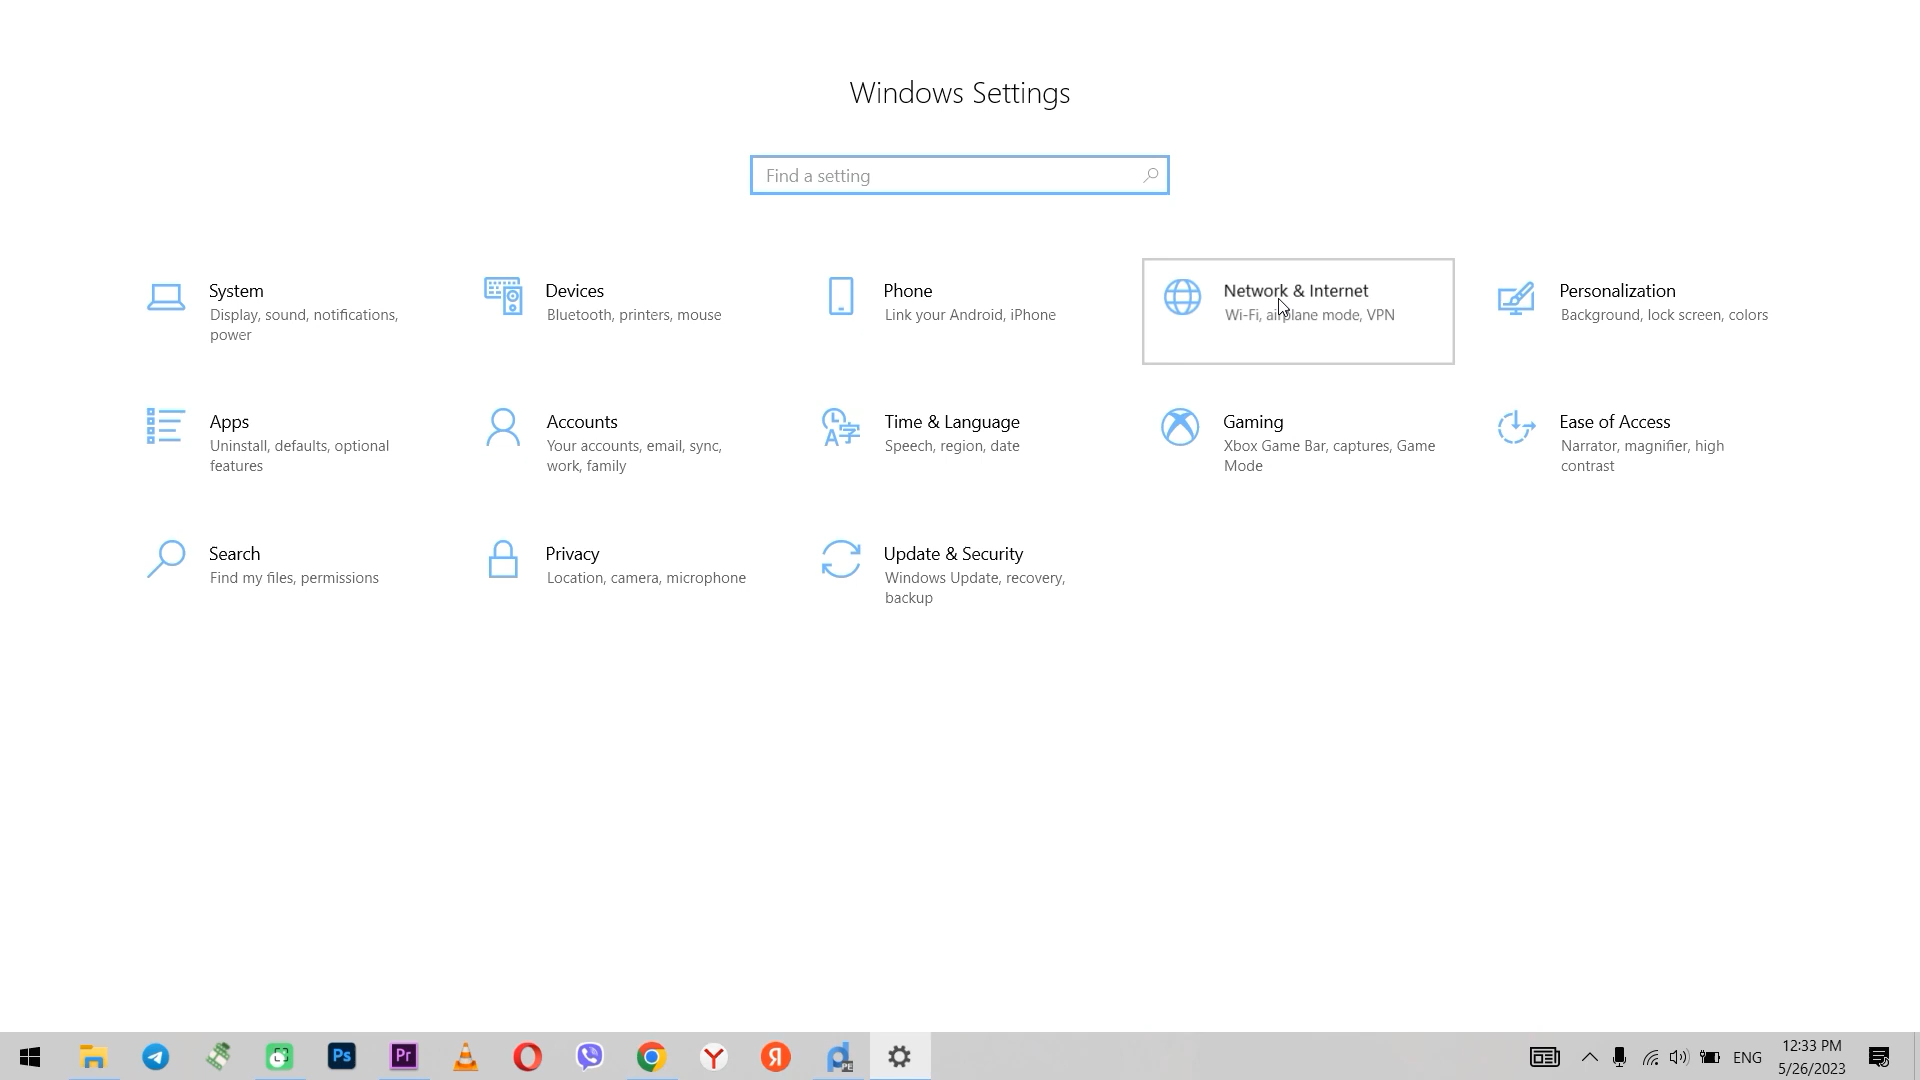 Windows Settings
Find a setting
System
Display, sound, notifications,
power
Devices
Bluetooth, printers, mouse
Phone
Link your Android, iPhone
Network & Internet
Wi-Fi, airplane mode, VPN
Personalization
Background, lock screen, colors
Apps
Uninstall, defaults, optional
features
Accounts
Your accounts, email, sync,
work, family
Time & Language
Speech, region, date
Gaming
Xbox Game Bar, captures, Game
Mode
Ease of Access
Narrator, magnifier, high
contrast
Search
Find my files, permissions
Privacy
Location, camera, microphone
Update & Security
Windows Update, recovery,
backup
Ps
Pr
Я
PE
ENG
12:33 PM
5/26/2023